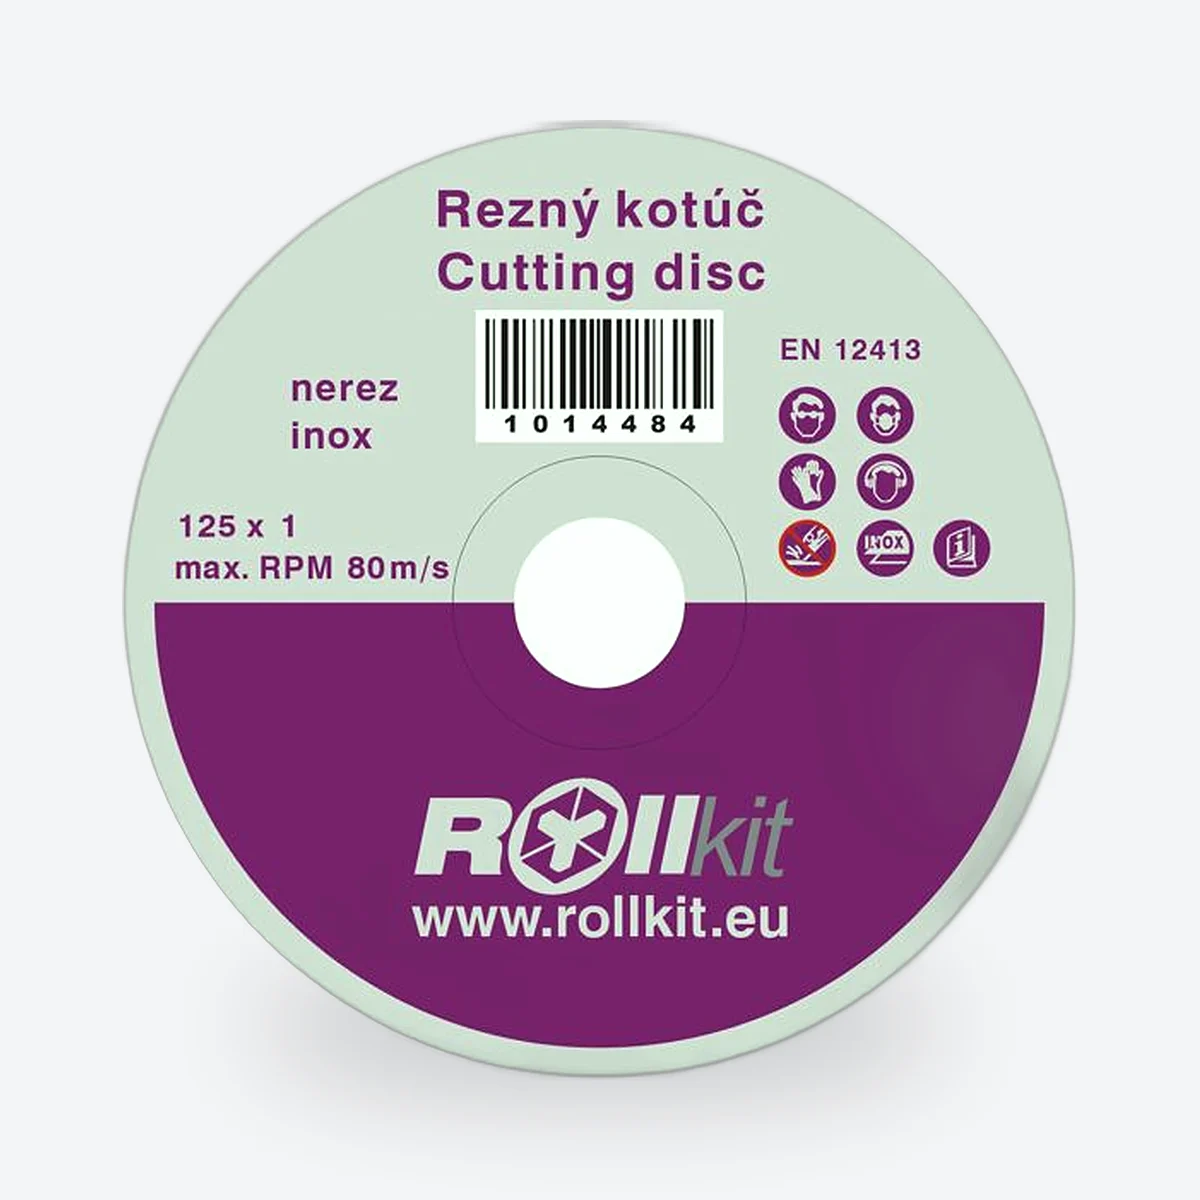 Rezný kotúč
Cutting disc
1014484
EN 12413
nerez
inox
INOX
125 x 1
max. RPM 80m/s
ROllkit
www.rollkit.eu